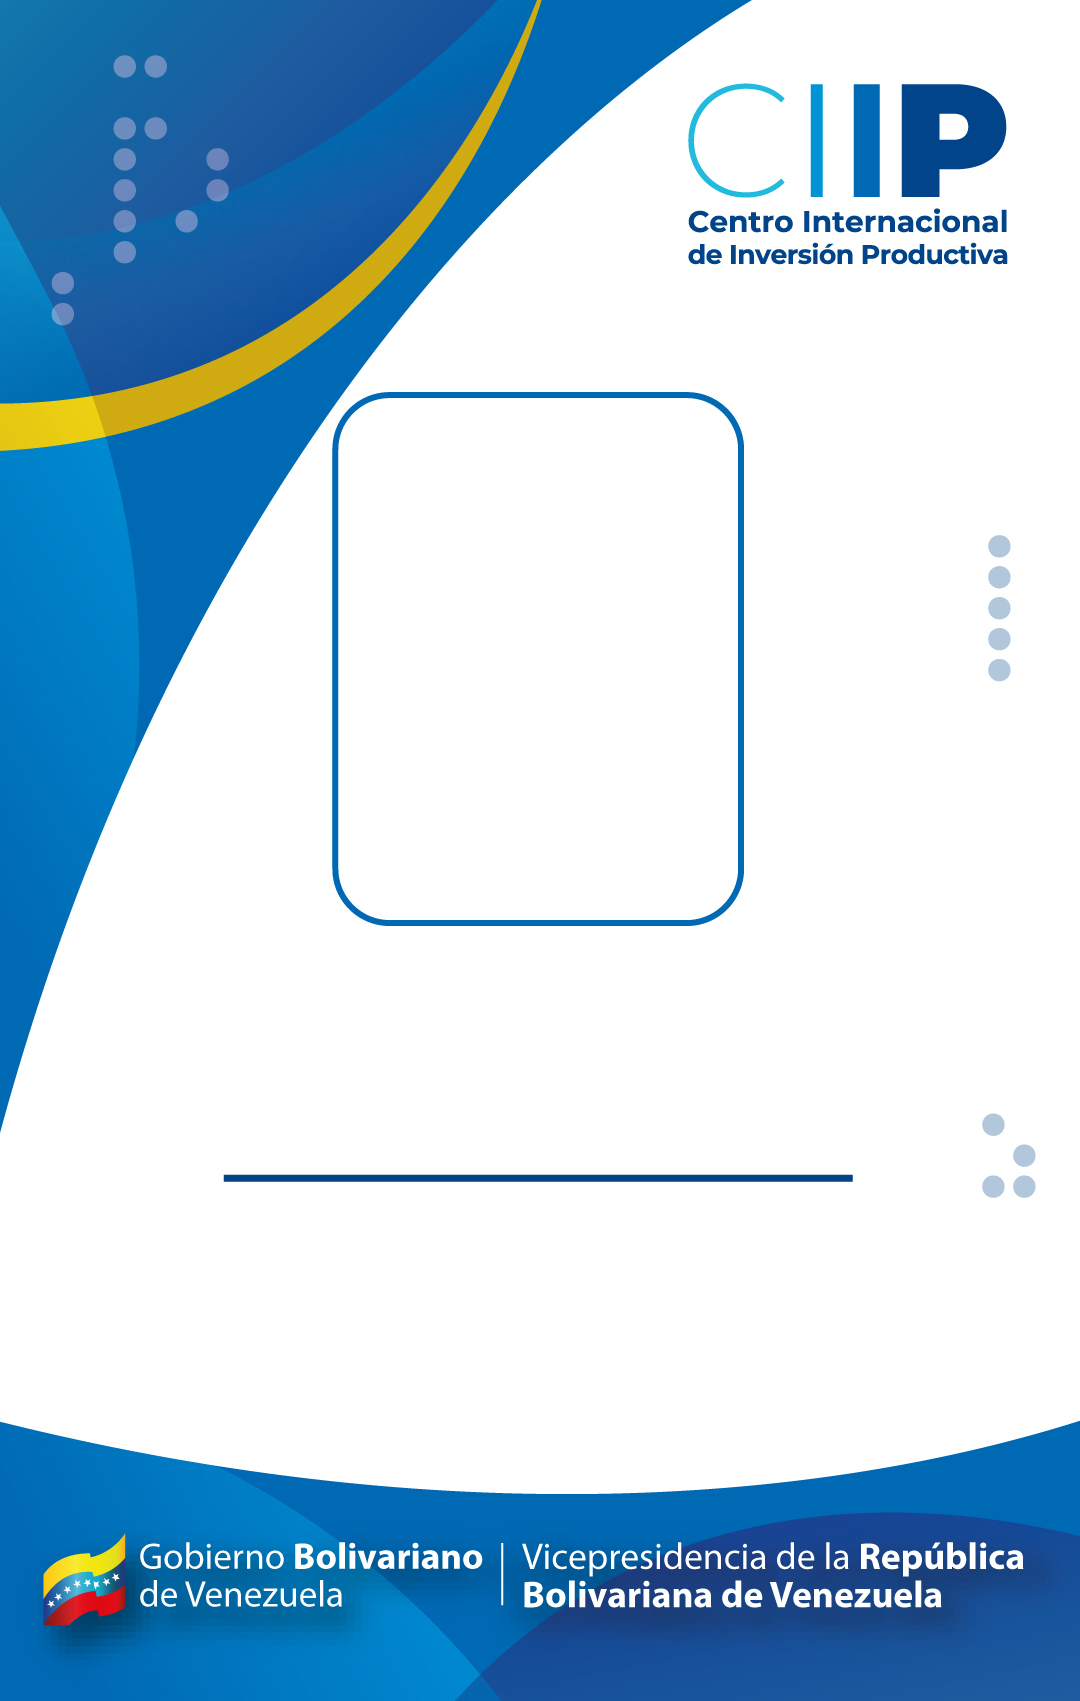 CIIP
Centro Internacional
de Inversión Productiva
Gobierno Bolivariano
de Venezuela
Vicepresidencia de la República
Bolivariana de Venezuela